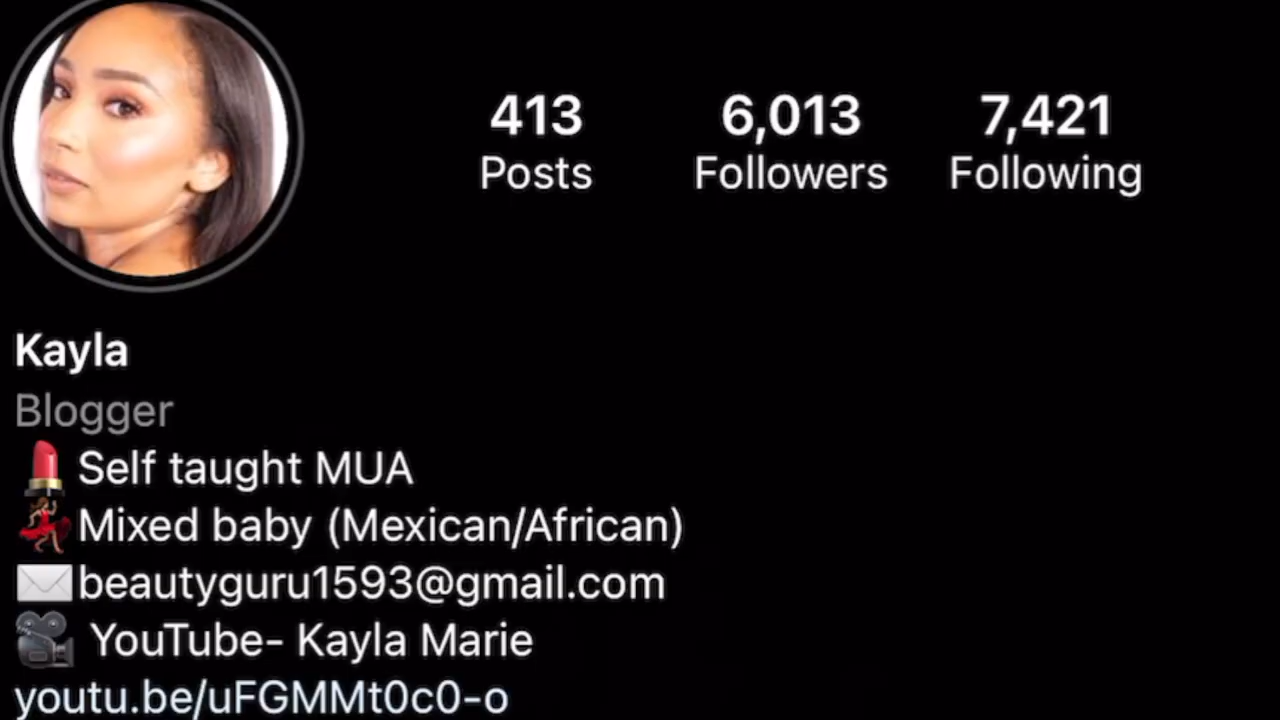 413 6,013 7,421
Posts Followers Following
Kayla
Blogger
💄Self taught MUA
💃🏽Mixed baby (Mexican/African)
✉️beautyguru1593@gmail.com
🎥 YouTube- Kayla Marie
youtu.be/uFGMMt0c0-o